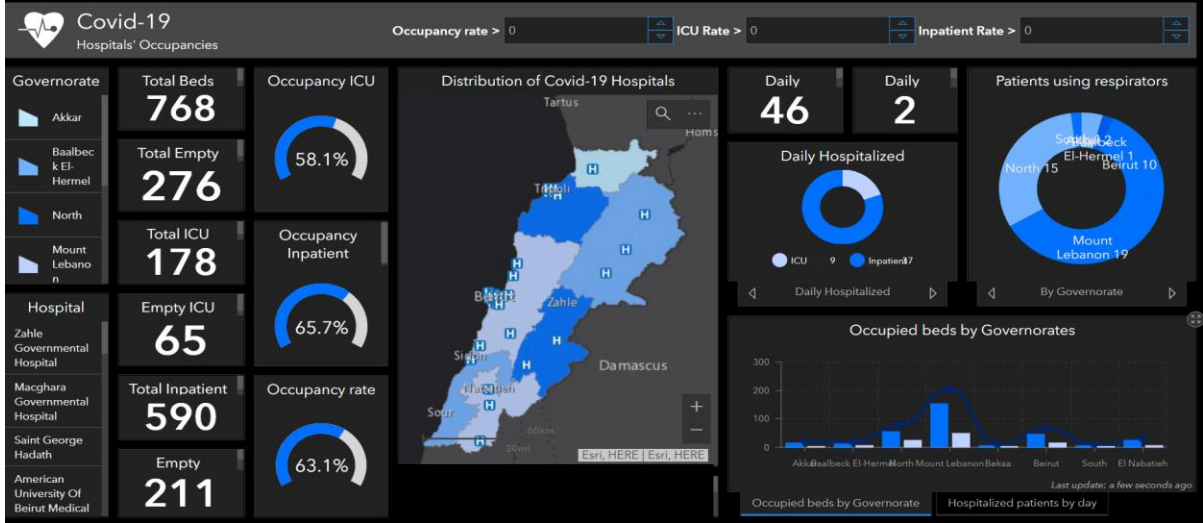 Covid-19
Hospitals' Occupancies
Occupancy rate > 0
ICU Rate > 0
Inpatient Rate > 0
Governorate
Akkar
Baalbec
k El-
Hermel
North
Mount
Lebano
n
Hospital
Zahle
Governmental
Hospital
Macghara
Governmental
Hospital
Saint George
Hadath
American
University Of
Beirut Medical
Total Beds
768
Total Empty
276
Total ICU
178
Empty ICU
65
Total Inpatient
590
Empty
211
Occupancy ICU
58.1%
Occupancy
Inpatient
65.7%
Occupancy rate
63.1%
Distribution of Covid-19 Hospitals
Tartus
Homs
Tripoli
Beirut
Zahle
Sidon
Damascus
Nabatieh
Sour
60km
30mi
Esri, HERE | Esri, HERE
Daily
46
Daily
2
Daily Hospitalized
ICU 9
Inpatient 37
Daily Hospitalized
Patients using respirators
El-Hermel 1
Beirut 10
North 15
Mount
Lebanon 19
By Governorate
Occupied beds by Governorates
300
200
100
0
Akkar
Baalbeck El-Hermel
North
Mount Lebanon
Bekaa
Beirut
South
El Nabatieh
Last update: a few seconds ago
Occupied beds by Governorate
Hospitalized patients by day